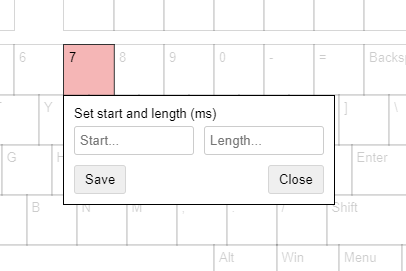 6 7 8 9 0 - = Backsp
Y ]
Set start and length (ms)
Start... Length...
G H Enter
Save Close
B N M , . / Shift
Alt Win Menu